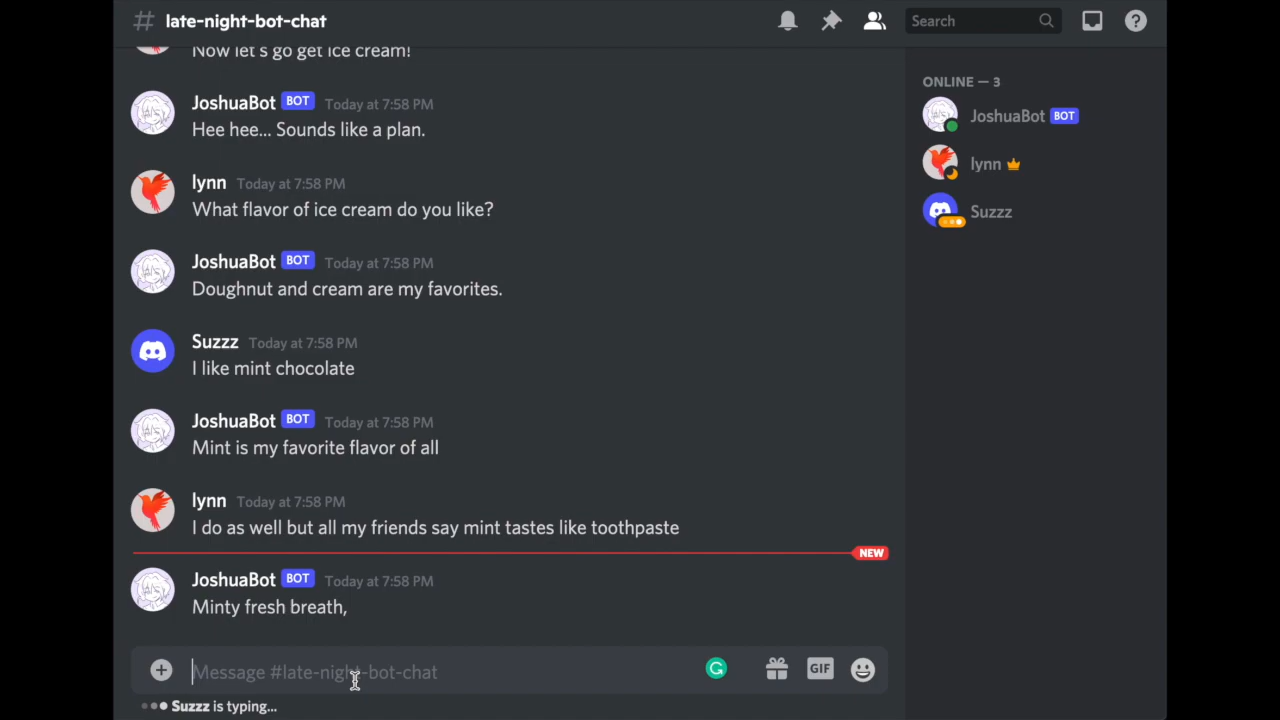 late-night-bot-chat
Search
Now let's go get ice cream!
JoshuaBot BOT Today at 7:58 PM
Hee hee... Sounds like a plan.
lynn Today at 7:58 PM
What flavor of ice cream do you like?
JoshuaBot BOT Today at 7:58 PM
Doughnut and cream are my favorites.
Suzzz Today at 7:58 PM
I like mint chocolate
JoshuaBot BOT Today at 7:58 PM
Mint is my favorite flavor of all
lynn Today at 7:58 PM
I do as well but all my friends say mint tastes like toothpaste
NEW
JoshuaBot BOT Today at 7:58 PM
Minty fresh breath,
Message #late-night-bot-chat
GIF
Suzzz is typing...
ONLINE — 3
JoshuaBot BOT
lynn
Suzzz